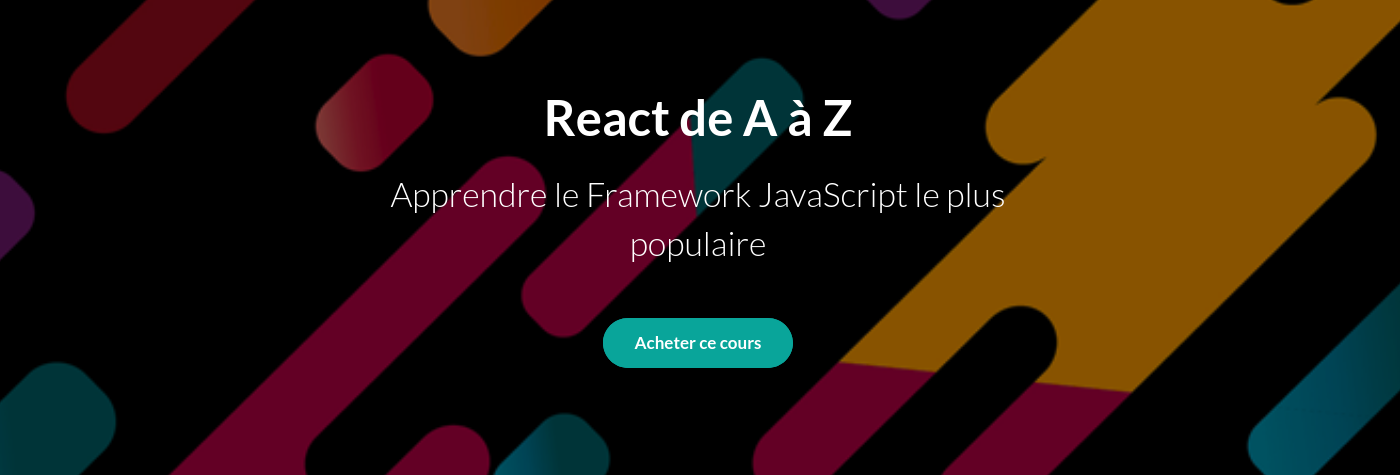 React de A à Z
Apprendre le Framework JavaScript le plus
populaire
Acheter ce cours